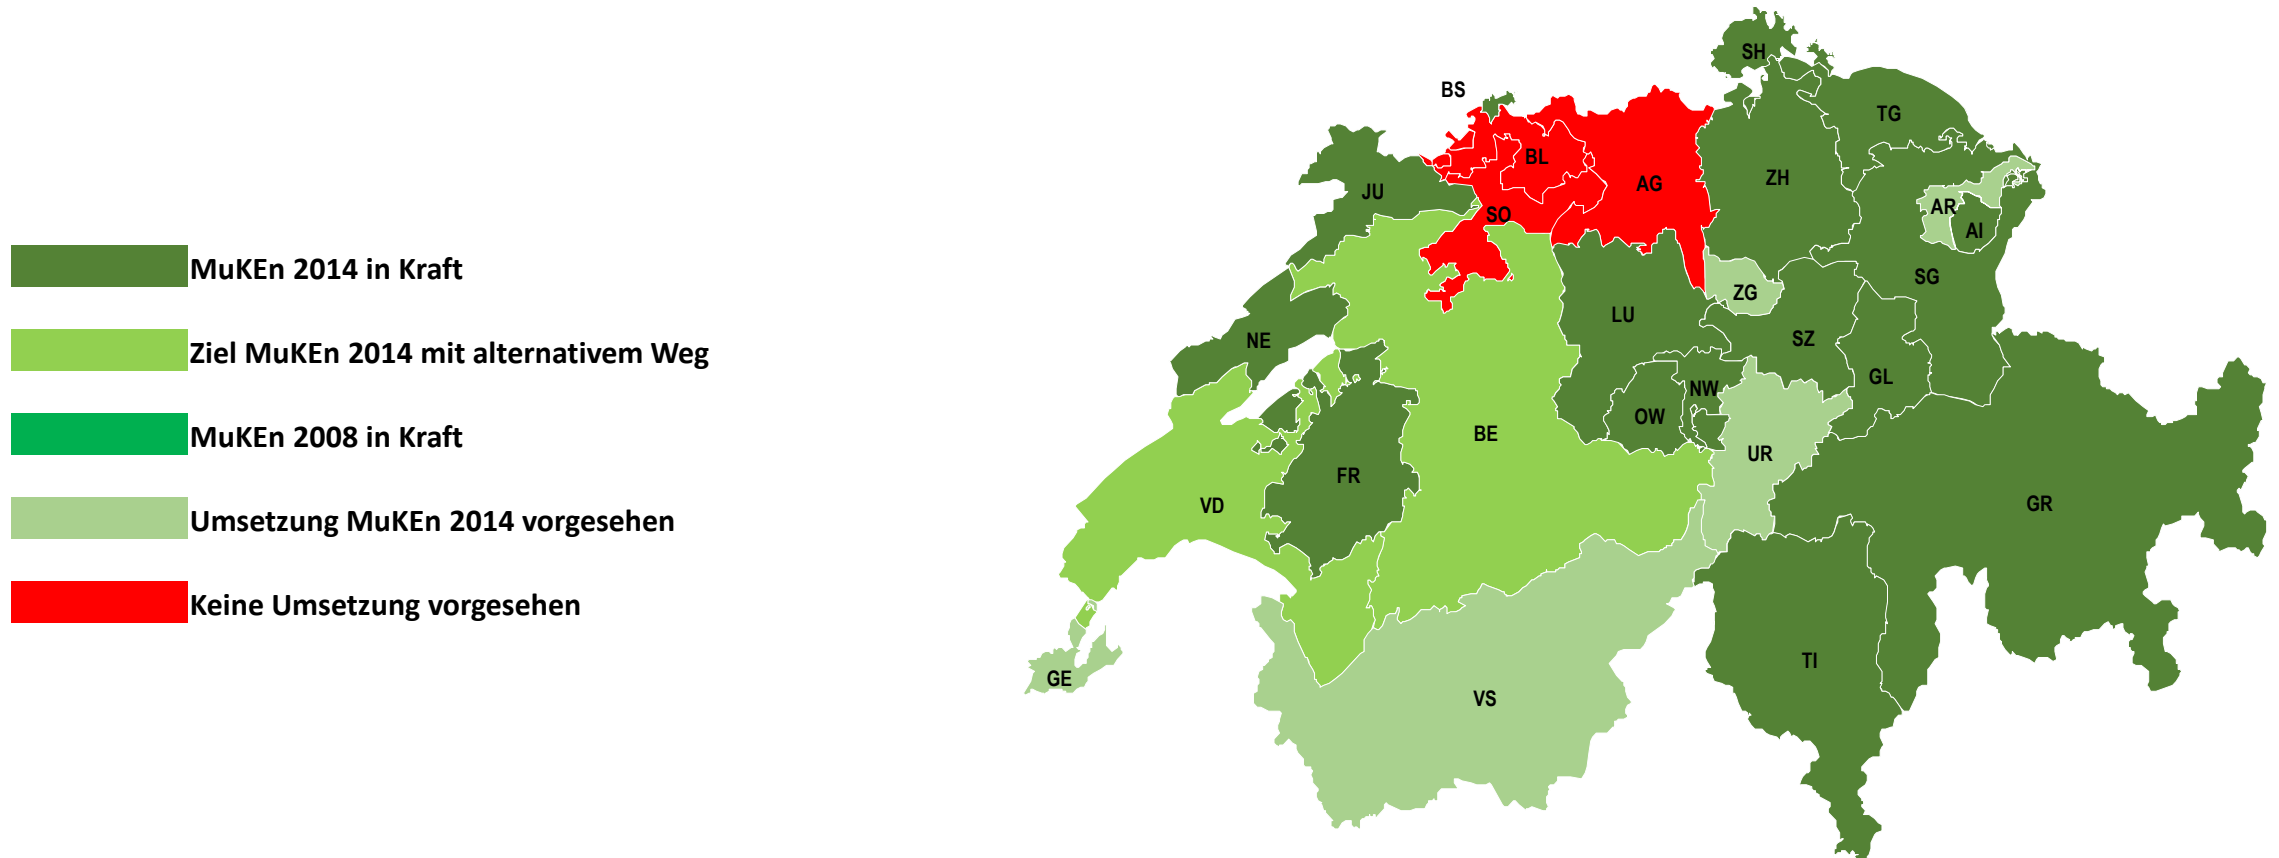 MuKEn 2014 in Kraft
Ziel MuKEn 2014 mit alternativem Weg
MuKEn 2008 in Kraft
Umsetzung MuKEn 2014 vorgesehen
Keine Umsetzung vorgesehen
SH
BS
TG
BL
ZH
AG
JU
AR
SO
AI
SG
ZG
LU
NE
SZ
GL
NW
OW
BE
UR
FR
VD
GR
TI
GE
VS